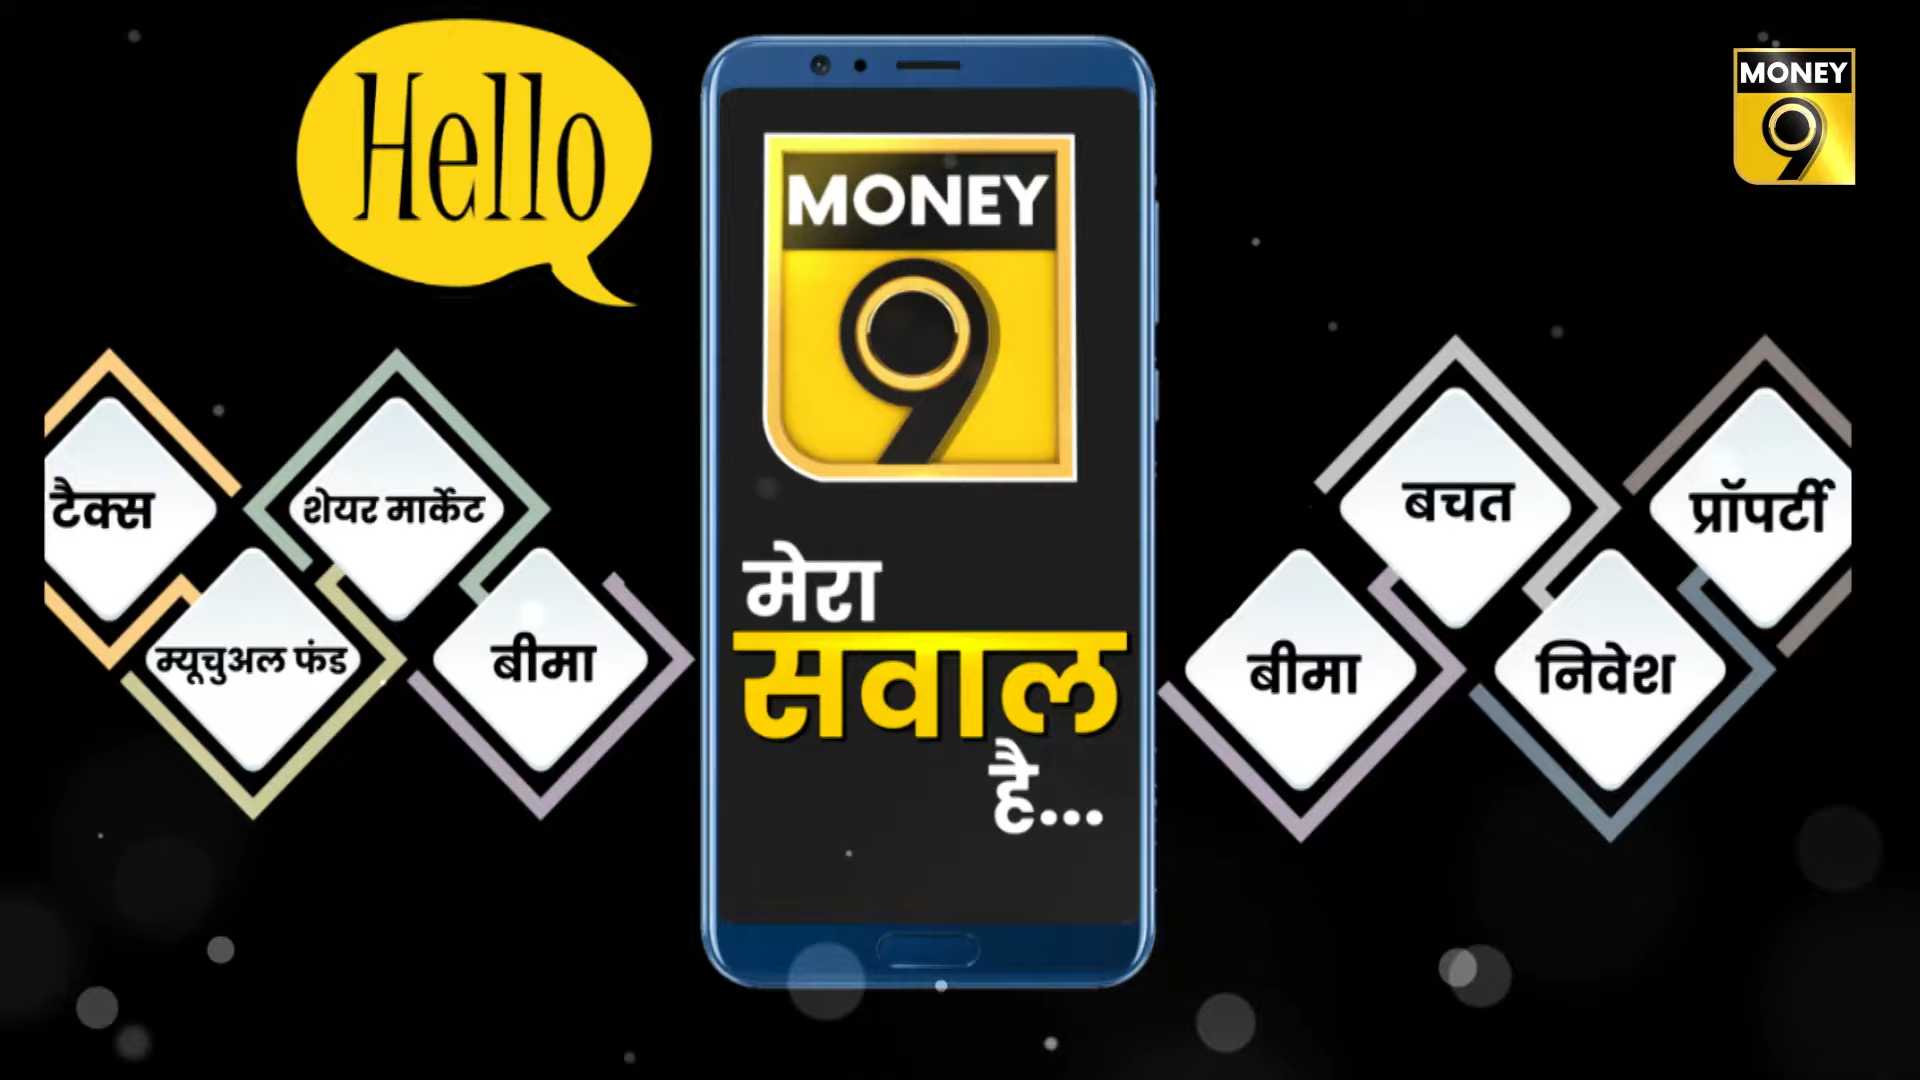 Hello
MONEY
9
MONEY
9
मेरा
सवाल
है...
टैक्स
शेयर मार्केट
म्यूचुअल फंड
बीमा
बचत
प्रॉपर्टी
बीमा
निवेश